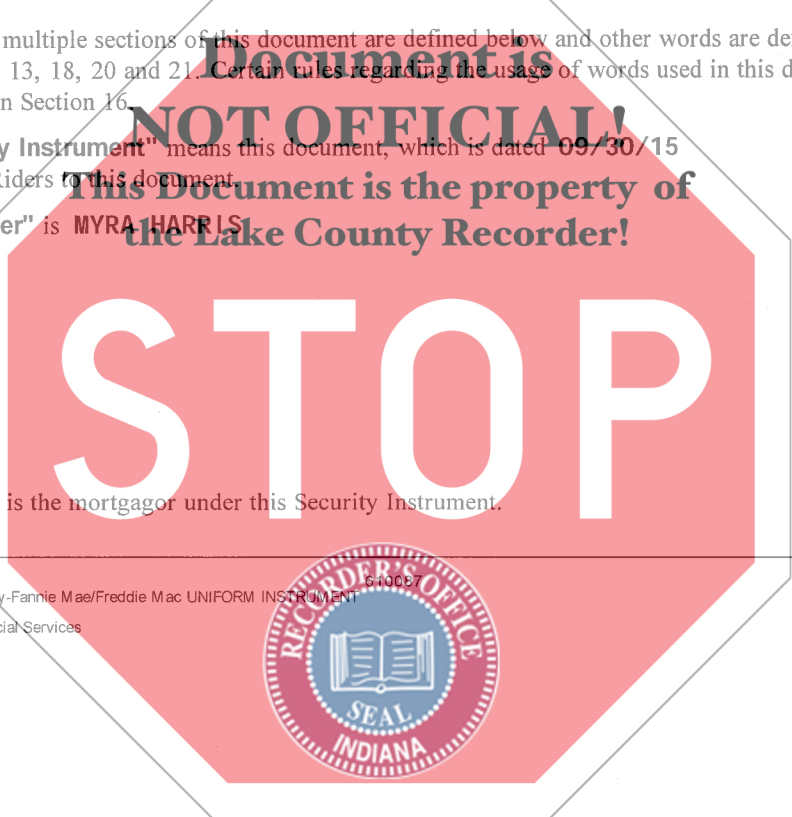 multiple sections of this document are defined below and other words are de
13, 18, 20 and 21. Certain rules regarding the usage of words used in this d
n Section 16.
y Instrument" means this document, which is dated 09/30/15
Riders to this document.
er" is MYRA HARRIS
Document is
NOT OFFICIAL!
This Document is the property of
the Lake County Recorder!
STOP
is the mortgagor under this Security Instrument.
610087
y-Fannie Mae/Freddie Mac UNIFORM INSTRUMENT
cial Services
RECORDER'S OFFICE
SEAL
INDIANA